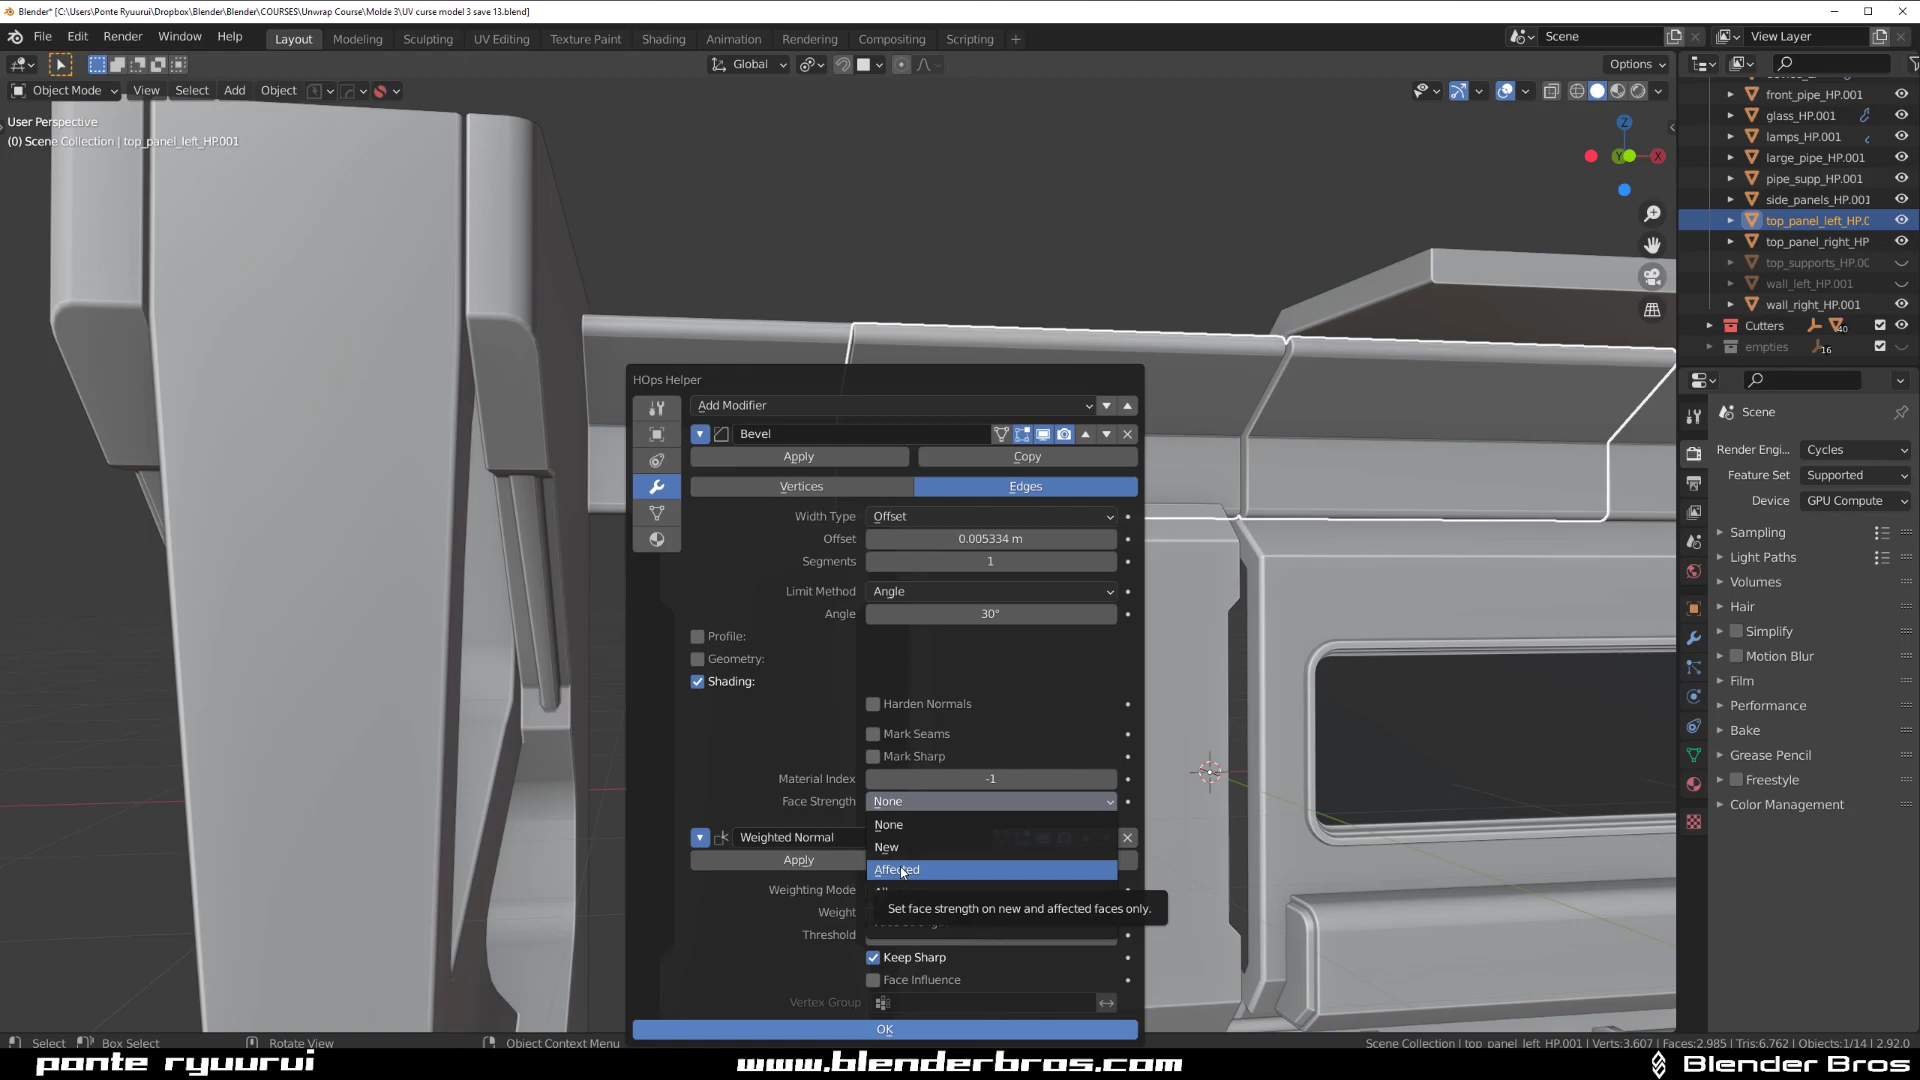 Blender* [C:\Users\Ponte Ryuurui\Dropbox\Blender\Blender\COURSES\Unwrap Course\Molde 3\UV curse model 3 save 13.blend]
File Edit Render Window Help
Layout Modeling Sculpting UV Editing Texture Paint Shading Animation Rendering Compositing Scripting +
Scene
View Layer
Global
Options
Object Mode View Select Add Object
User Perspective
(0) Scene Collection | top_panel_left_HP.001
Z
Y
X
front_pipe_HP.001
glass_HP.001
lamps_HP.001
large_pipe_HP.001
pipe_supp_HP.001
side_panels_HP.001
top_panel_left_HP.0
top_panel_right_HP
top_supports_HP.00
wall_left_HP.001
wall_right_HP.001
Cutters 40
empties 16
Scene
Render Engi... Cycles
Feature Set Supported
Device GPU Compute
Sampling
Light Paths
Volumes
Hair
Simplify
Motion Blur
Film
Performance
Bake
Grease Pencil
Freestyle
Color Management
HOps Helper
Add Modifier
Bevel
Apply Copy
Vertices Edges
Width Type Offset
Offset 0.005334 m
Segments 1
Limit Method Angle
Angle 30°
Profile:
Geometry:
Shading:
Harden Normals
Mark Seams
Mark Sharp
Material Index -1
Face Strength None
None
New
Affected
Set face strength on new and affected faces only.
Weighted Normal
Apply
Weighting Mode
Weight
Threshold
Keep Sharp
Face Influence
Vertex Group
OK
Select Box Select Rotate View Object Context Menu
Scene Collection | top_panel_left_HP.001 | Verts:3,607 | Faces:2,985 | Tris:6,762 | Objects:1/14 | 2.92.0
ponte ryuurui www.blenderbros.com Blender Bros